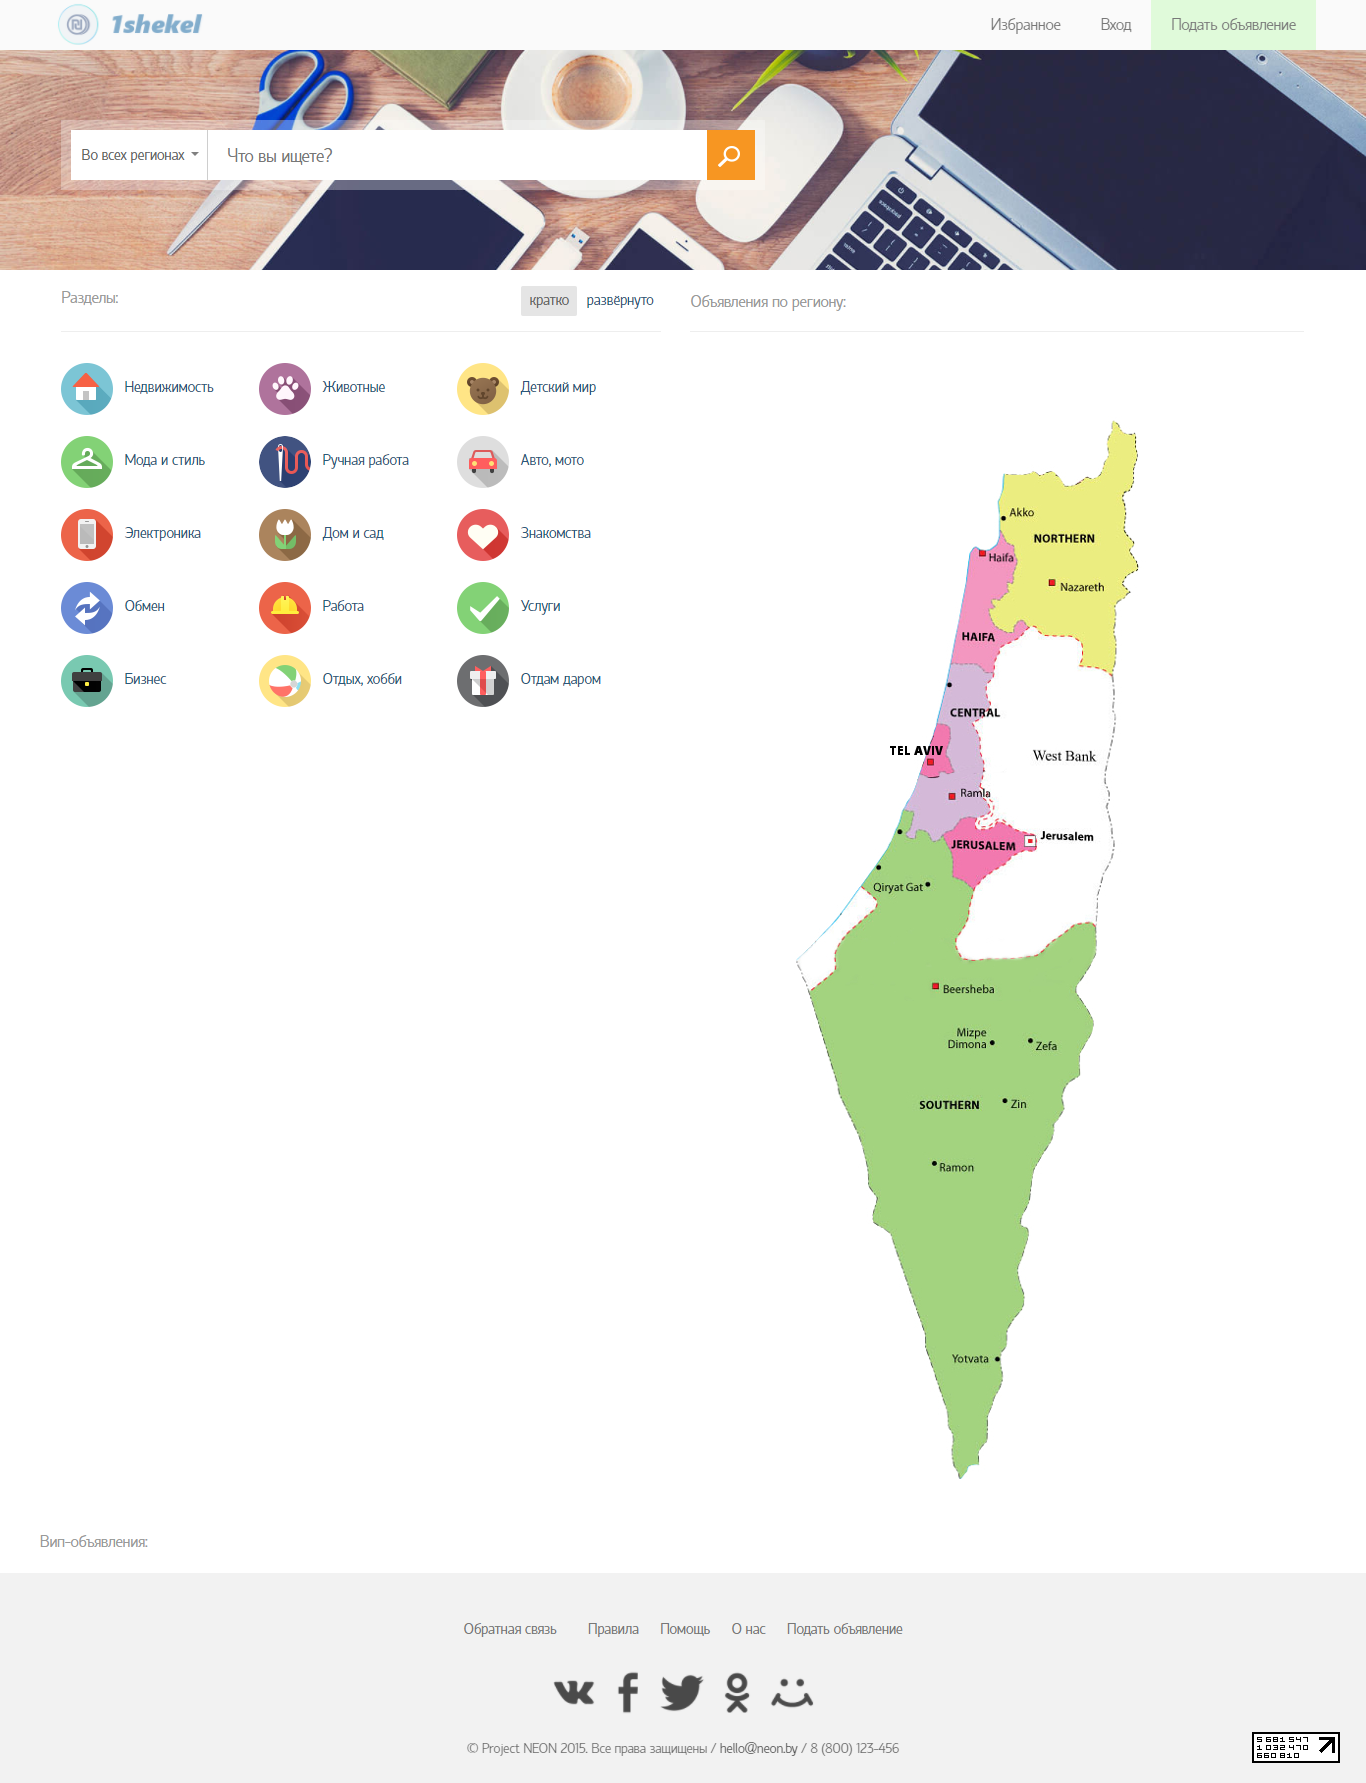 1shekel
Избранное
Вход
Подать объявление
Во всех регионах
Что вы ищете?
Разделы:
кратко
развёрнуто
Объявления по региону:
Недвижимость
Животные
Детский мир
Мода и стиль
Ручная работа
Авто, мото
Электроника
Дом и сад
Знакомства
Обмен
Работа
Услуги
Бизнес
Отдых, хобби
Отдам даром
Akko
NORTHERN
Haifa
Nazareth
HAIFA
CENTRAL
TEL AVIV
West Bank
Ramla
Jerusalem
JERUSALEM
Qiryat Gat
Beersheba
Mizpe
Dimona
Zefa
SOUTHERN
Zin
Ramon
Yotvata
Вип-объявления:
Обратная связь
Правила
Помощь
О нас
Подать объявление
© Project NEON 2015. Все права защищены / hello@neon.by / 8 (800) 123-456
5 681 547
1 032 470
660 810